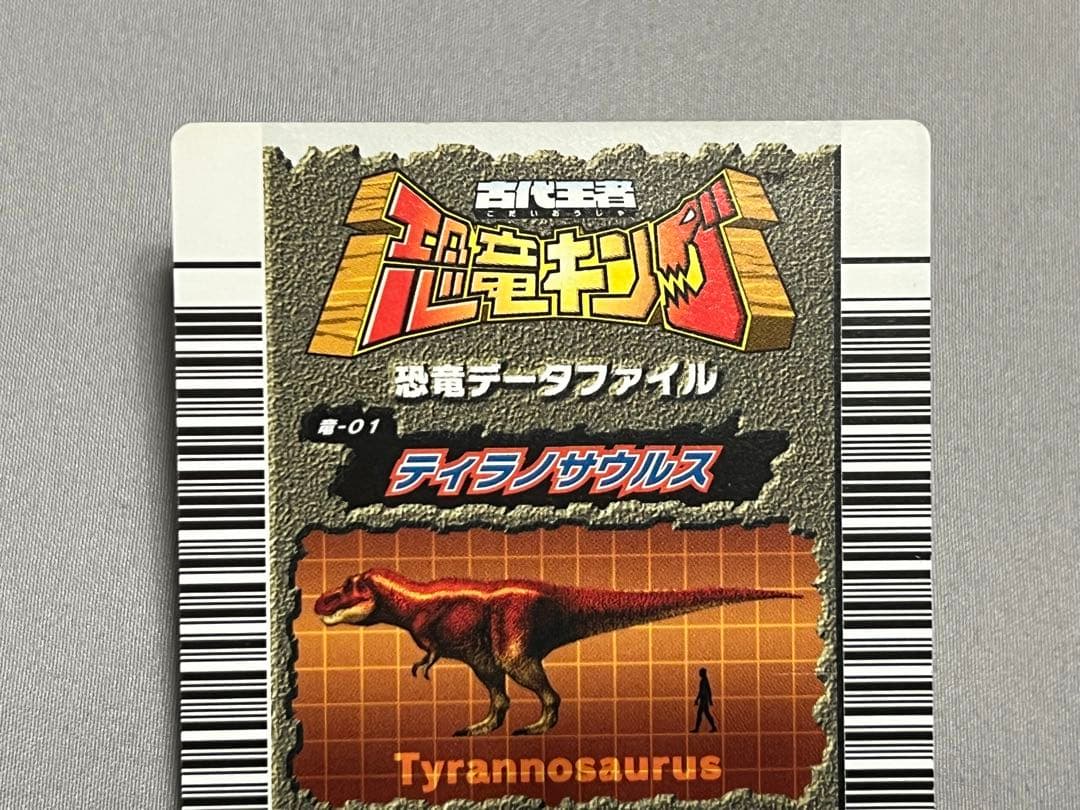 古代王者
こだいおうじゃ
恐竜キング
恐竜データファイル
竜-01
ティラノサウルス
Tyrannosaurus